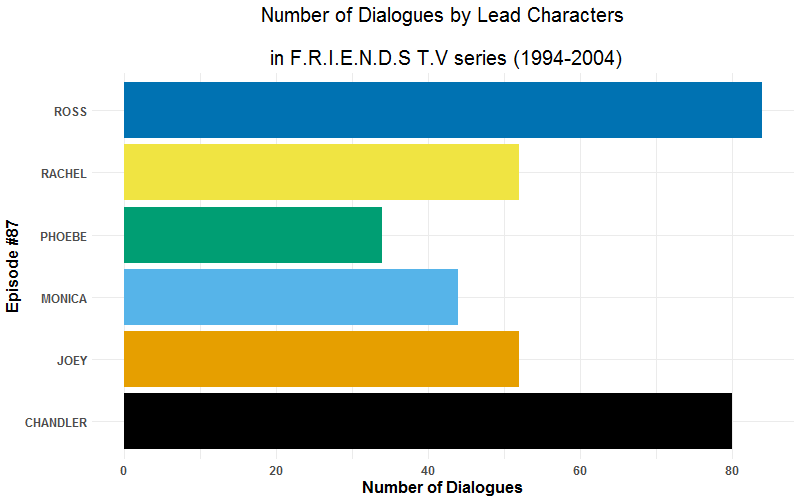 Number of Dialogues by Lead Characters
in F.R.I.E.N.D.S T.V series (1994-2004)
Episode #87
ROSS
RACHEL
PHOEBE
MONICA
JOEY
CHANDLER
0 20 40 60 80
Number of Dialogues